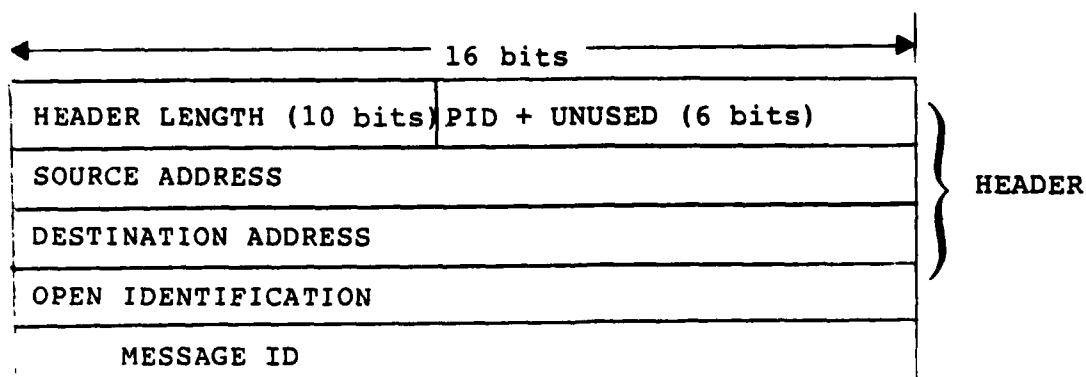 16 bits
HEADER LENGTH (10 bits) PID + UNUSED (6 bits)
SOURCE ADDRESS
HEADER
DESTINATION ADDRESS
OPEN IDENTIFICATION
MESSAGE ID